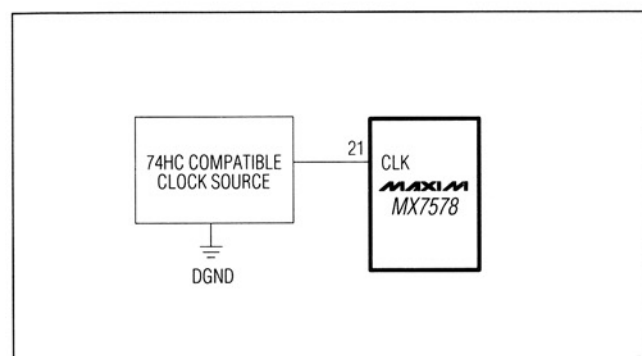 74HC COMPATIBLE
CLOCK SOURCE
DGND
21
CLK
MAXIM
MX7578